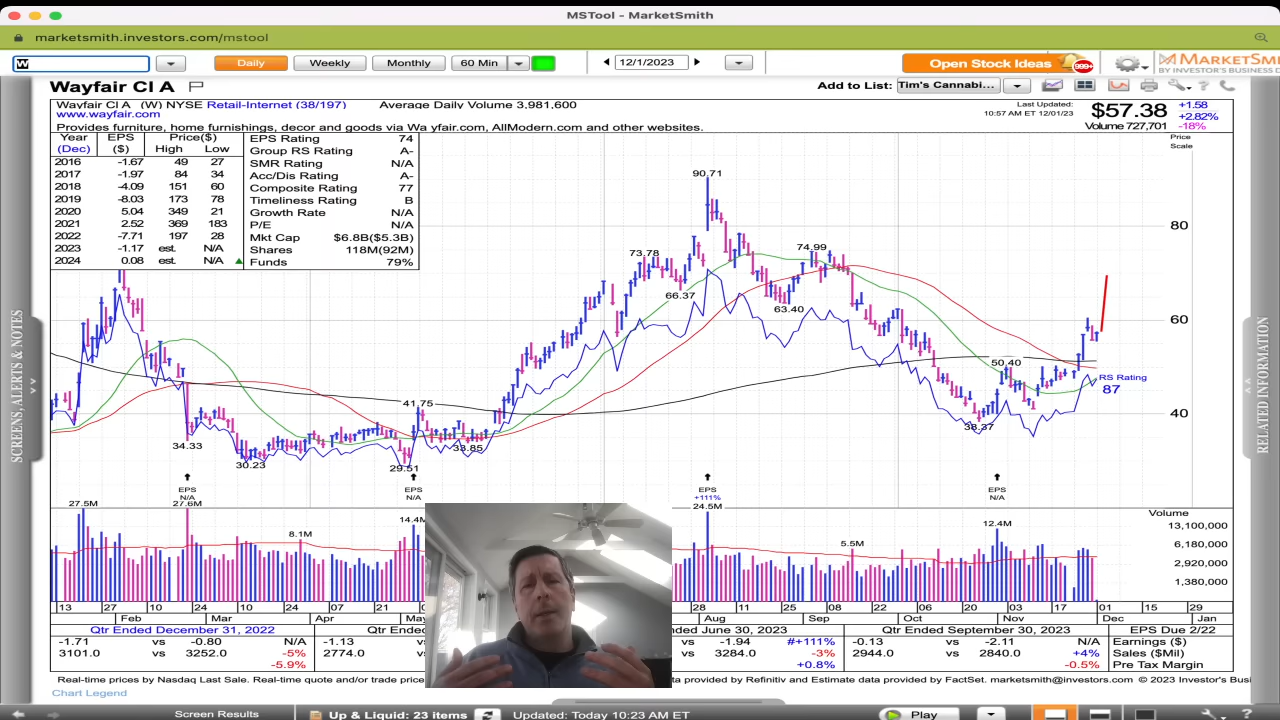 MSTool - MarketSmith
marketsmith.investors.com/mstool
W Daily Weekly Monthly 60 Min 12/1/2023 Open Stock Ideas 999+ MARKETSMI
BY INVESTOR'S BUSINESS D
Wayfair Cl A Add to List: Tim's Cannabi...
Wayfair Cl A (W) NYSE Retail-Internet (38/197) Average Daily Volume 3,981,600 Last Updated: $57.38 +1.58
www.wayfair.com 10:57 AM ET 12/01/23 +2.82%
Provides furniture, home furnishings, decor and goods via Wa yfair.com, AllModern.com and other websites. Volume 727,701 -18%
Year EPS Price($)
(Dec) ($) High Low
2016 -1.67 49 27
2017 -1.97 84 34
2018 -4.09 151 60
2019 -8.03 173 78
2020 5.04 349 21
2021 2.52 369 183
2022 -7.71 197 28
2023 -1.17 est. N/A
2024 0.08 est. N/A
EPS Rating 74
Group RS Rating A-
SMR Rating N/A
Acc/Dis Rating A-
Composite Rating 77
Timeliness Rating B
Growth Rate N/A
P/E N/A
Mkt Cap $6.8B($5.3B)
Shares 118M(92M)
Funds 79%
Price
Scale
90.71
80
73.78 74.99
66.37
63.40
60
50.40
RS Rating
87
41.75
40
38.37
34.33
33.85
30.23
29.51
EPS EPS EPS EPS
N/A N/A +111% N/A
27.5M 27.6M 24.5M
Volume
14.4M 12.4M 13,100,000
8.1M 5.5M 6,180,000
2,920,000
1,380,000
13 27 10 24 10 24 07 21 28 11 25 08 22 06 20 03 17 01 15 29
Feb Mar Apr May Aug Sep Oct Nov Dec Jan
Qtr Ended December 31, 2022 Qtr Ende nded June 30, 2023 Qtr Ended September 30, 2023 EPS Due 2/22
-1.71 vs -0.80 N/A -1.13 vs -1.94 #+111% -0.13 vs -2.11 N/A Earnings ($)
3101.0 vs 3252.0 -5% 2774.0 vs 3284.0 -3% 2944.0 vs 2840.0 +4% Sales ($Mil)
-5.9% +0.8% -0.5% Pre Tax Margin
Real-time prices by Nasdaq Last Sale. Real-time quote and/or trade price ta provided by Refinitiv and Estimate data provided by FactSet. marketsmith@investors.com © 2023 Investor's Busi
Chart Legend
Screen Results Up & Liquid: 23 items Updated: Today 10:23 AM ET Play
SCREENS, ALERTS & NOTES
RELATED INFORMATION